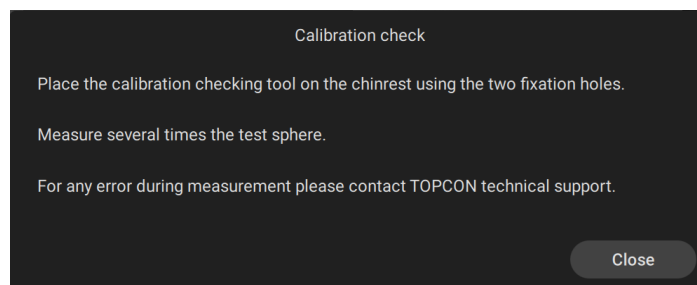 Calibration check
Place the calibration checking tool on the chinrest using the two fixation holes.
Measure several times the test sphere.
For any error during measurement please contact TOPCON technical support.
Close